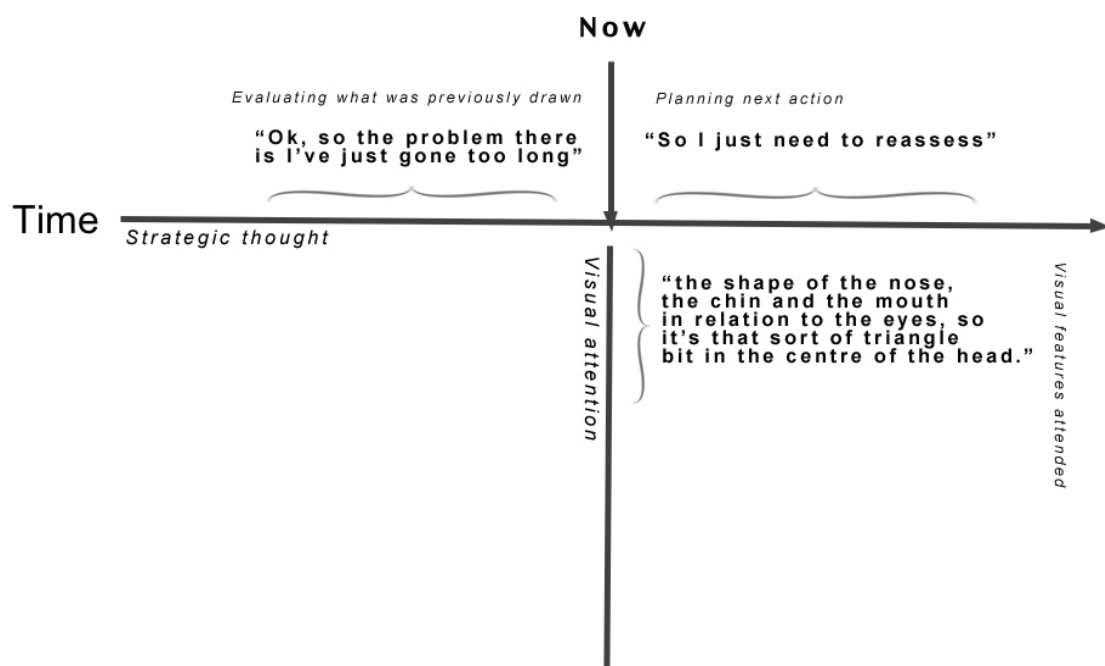 Now
Evaluating what was previously drawn
Planning next action
“Ok, so the problem there
is I’ve just gone too long”
“So I just need to reassess”
Time
Strategic thought
Visual attention
“the shape of the nose,
the chin and the mouth
in relation to the eyes, so
it's that sort of triangle
bit in the centre of the head.”
Visual features attended